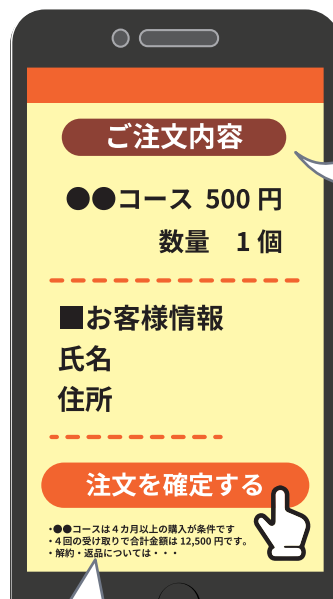 ご注文内容
●●コース 500 円
数量 1 個
■お客様情報
氏名
住所
注文を確定する
・●●コースは４カ月以上の購入が条件です
・４回の受け取りで合計金額は 12,500 円です。
・解約・返品については・・・